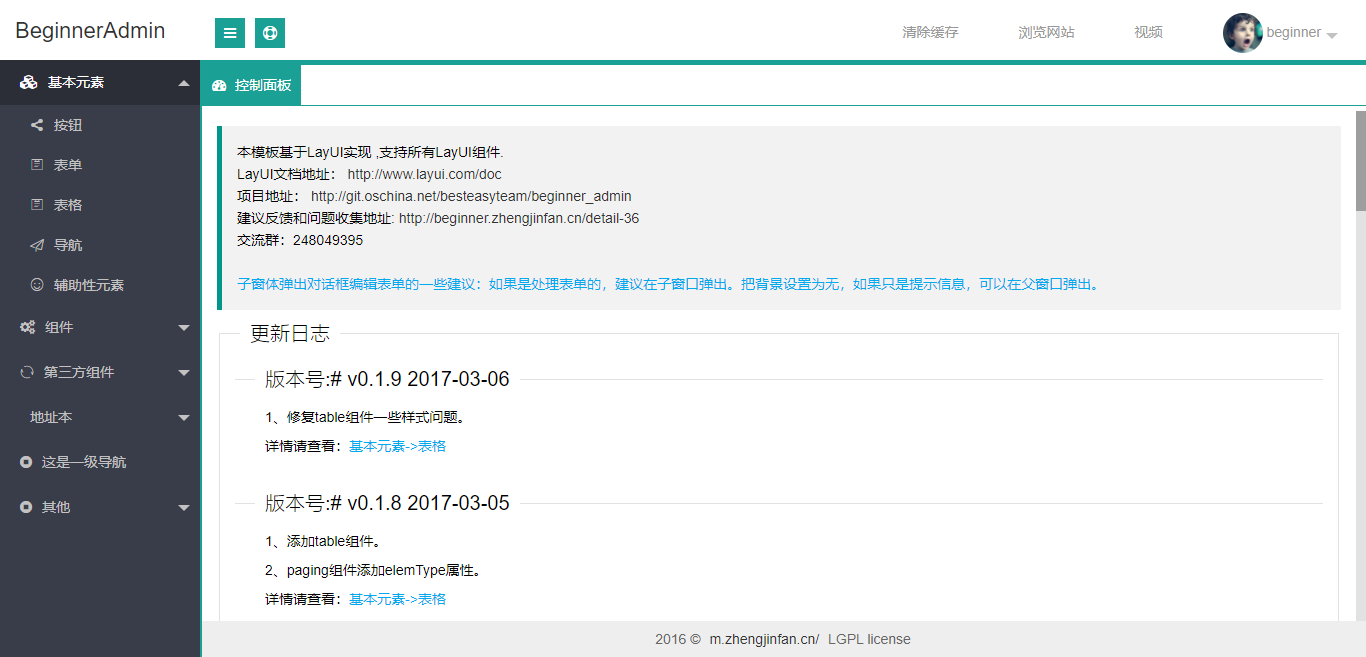 BeginnerAdmin
清除缓存
浏览网站
视频
beginner
基本元素
按钮
表单
表格
导航
辅助性元素
组件
第三方组件
地址本
这是一级导航
其他
控制面板
本模板基于LayUI实现 ,支持所有LayUI组件.
LayUI文档地址： http://www.layui.com/doc
项目地址： http://git.oschina.net/besteasyteam/beginner_admin
建议反馈和问题收集地址: http://beginner.zhengjinfan.cn/detail-36
交流群：248049395
子窗体弹出对话框编辑表单的一些建议：如果是处理表单的，建议在子窗口弹出。把背景设置为无，如果只是提示信息，可以在父窗口弹出。
更新日志
版本号:# v0.1.9 2017-03-06
1、修复table组件一些样式问题。
详情请查看：基本元素->表格
版本号:# v0.1.8 2017-03-05
1、添加table组件。
2、paging组件添加elemType属性。
详情请查看：基本元素->表格
2016 © m.zhengjinfan.cn/ LGPL license